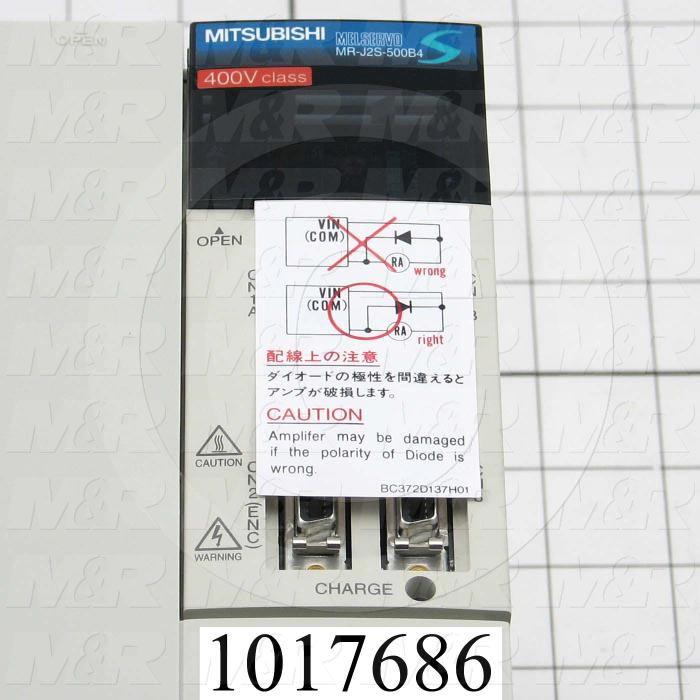 OPEN
MITSUBISHI MELSERVO
MR-J2S-500B4
400V class
OPEN
VIN
(COM)
RA
wrong
VIN
(COM)
RA
right
配線上の注意
ダイオードの極性を間違えると
アンプが破損します。
CAUTION
Amplifer may be damaged
if the polarity of Diode is
wrong.
BC372D137H01
CAUTION
WARNING
CN2(ENC)
CHARGE
1017686
M&R